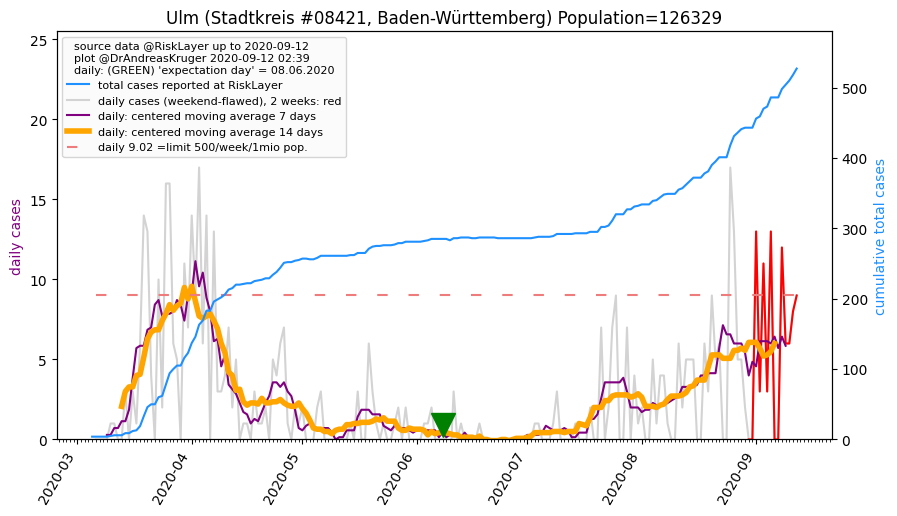 Ulm (Stadtkreis #08421, Baden-Württemberg) Population=126329
source data @RiskLayer up to 2020-09-12
plot @DrAndreasKruger 2020-09-12 02:39
daily: (GREEN) 'expectation day' = 08.06.2020
total cases reported at RiskLayer
daily cases (weekend-flawed), 2 weeks: red
daily: centered moving average 7 days
daily: centered moving average 14 days
daily 9.02 =limit 500/week/1mio pop.
daily cases
25
20
15
10
5
0
cumulative total cases
500
400
300
200
100
0
2020-03
2020-04
2020-05
2020-06
2020-07
2020-08
2020-09